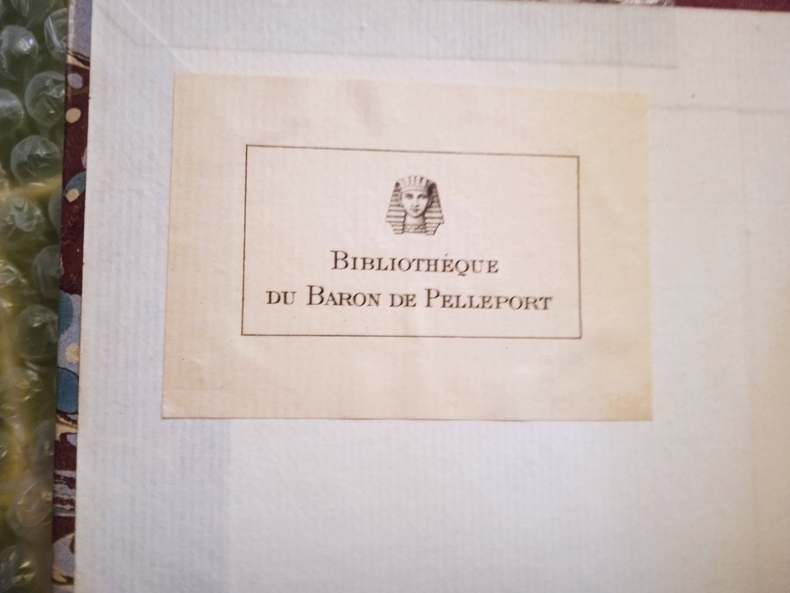 BIBLIOTHÈQUE
DU BARON DE PELLEPORT